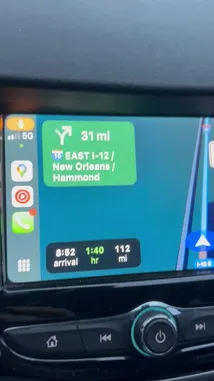 5G
31 mi
EAST I-12 /
New Orleans /
Hammond
8:52 1:40 112
arrival hr mi